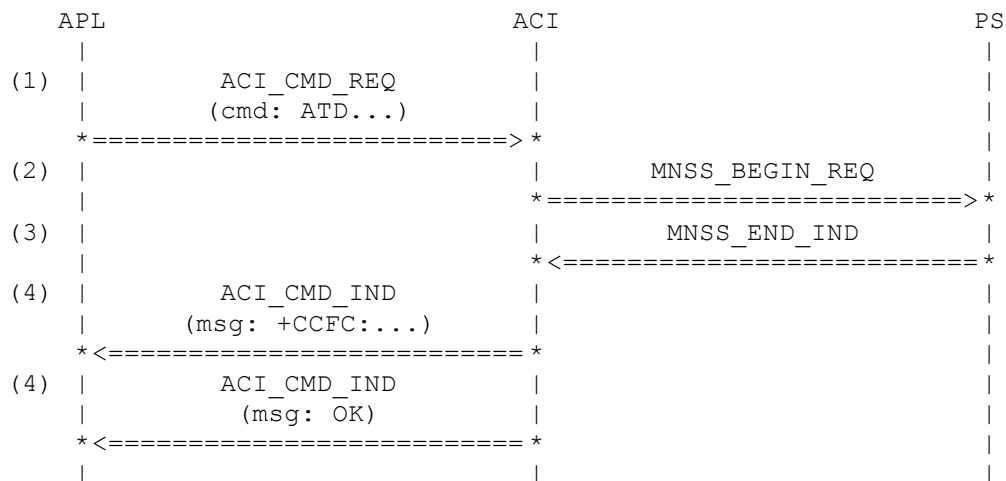 APL ACI PS
(1) ACI_CMD_REQ
(cmd: ATD...)
(2) MNSS_BEGIN_REQ
(3) MNSS_END_IND
(4) ACI_CMD_IND
(msg: +CCFC:...)
(4) ACI_CMD_IND
(msg: OK)